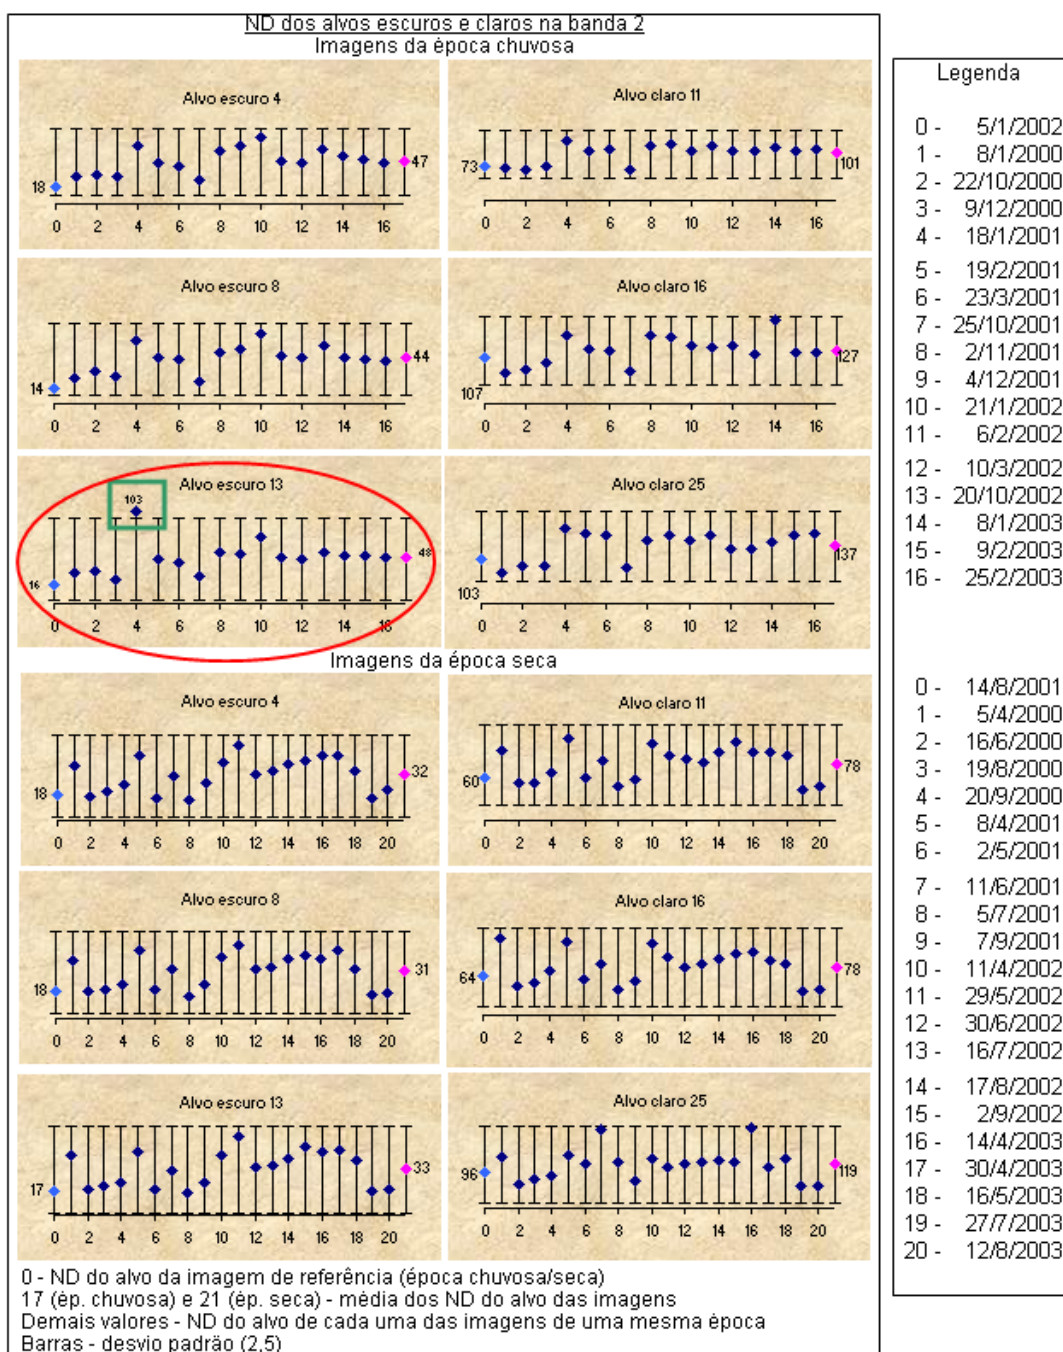 ND dos alvos escuros e claros na banda 2
Imagens da época chuvosa
Alvo escuro 4
18
47
0 2 4 6 8 10 12 14 16
Alvo claro 11
73
101
0 2 4 6 8 10 12 14 16
Alvo escuro 8
14
44
0 2 4 6 8 10 12 14 16
Alvo claro 16
107
127
0 2 4 6 8 10 12 14 16
Alvo escuro 13
103
16
48
0 2 4 6 8 10 12 14 16
Alvo claro 25
103
137
0 2 4 6 8 10 12 14 16
Imagens da época seca
Alvo escuro 4
18
32
0 2 4 6 8 10 12 14 16 18 20
Alvo claro 11
60
78
0 2 4 6 8 10 12 14 16 18 20
Alvo escuro 8
18
31
0 2 4 6 8 10 12 14 16 18 20
Alvo claro 16
64
78
0 2 4 6 8 10 12 14 16 18 20
Alvo escuro 13
17
33
0 2 4 6 8 10 12 14 16 18 20
Alvo claro 25
96
119
0 2 4 6 8 10 12 14 16 18 20
0 - ND do alvo da imagem de referência (época chuvosa/seca)
17 (ép. chuvosa) e 21 (ép. seca) - média dos ND do alvo das imagens
Demais valores - ND do alvo de cada uma das imagens de uma mesma época
Barras - desvio padrão (2,5)
Legenda
0 - 5/1/2002
1 - 8/1/2000
2 - 22/10/2000
3 - 9/12/2000
4 - 18/1/2001
5 - 19/2/2001
6 - 23/3/2001
7 - 25/10/2001
8 - 2/11/2001
9 - 4/12/2001
10 - 21/1/2002
11 - 6/2/2002
12 - 10/3/2002
13 - 20/10/2002
14 - 8/1/2003
15 - 9/2/2003
16 - 25/2/2003
0 - 14/8/2001
1 - 5/4/2000
2 - 16/6/2000
3 - 19/8/2000
4 - 20/9/2000
5 - 8/4/2001
6 - 2/5/2001
7 - 11/6/2001
8 - 5/7/2001
9 - 7/9/2001
10 - 11/4/2002
11 - 29/5/2002
12 - 30/6/2002
13 - 16/7/2002
14 - 17/8/2002
15 - 2/9/2002
16 - 14/4/2003
17 - 30/4/2003
18 - 16/5/2003
19 - 27/7/2003
20 - 12/8/2003